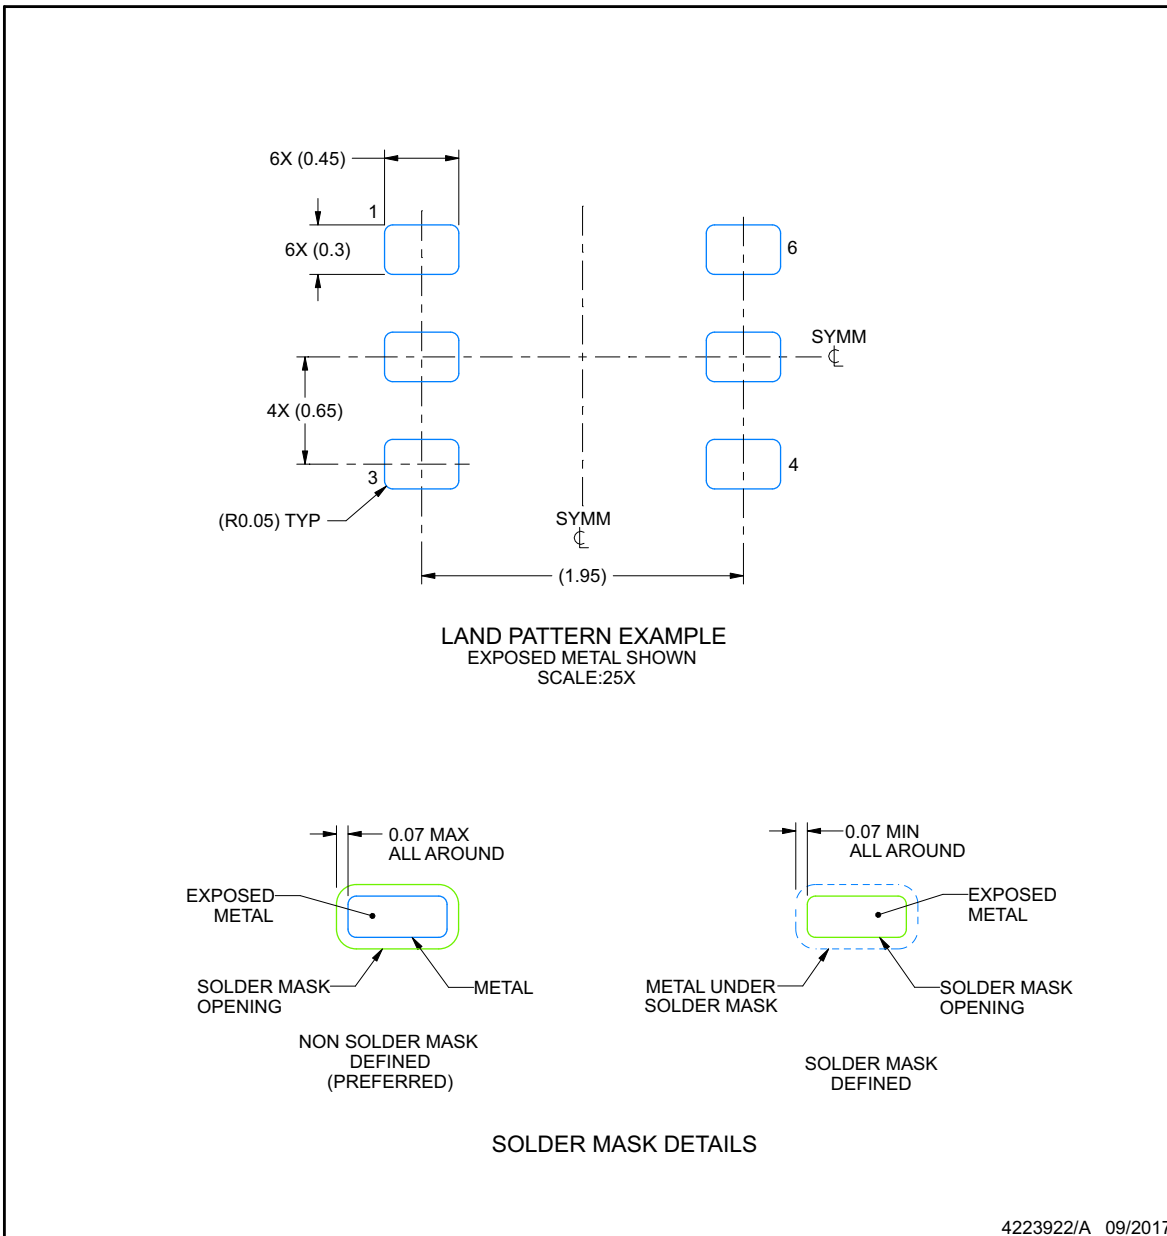 6X (0.45)
1
6X (0.3)
6
SYMM
4X (0.65)
3
4
(R0.05) TYP
SYMM
(1.95)
LAND PATTERN EXAMPLE
EXPOSED METAL SHOWN
SCALE:25X
0.07 MAX
ALL AROUND
EXPOSED
METAL
SOLDER MASK
OPENING
METAL
NON SOLDER MASK
DEFINED
(PREFERRED)
0.07 MIN
ALL AROUND
EXPOSED
METAL
METAL UNDER
SOLDER MASK
SOLDER MASK
OPENING
SOLDER MASK
DEFINED
SOLDER MASK DETAILS
4223922/A 09/2017